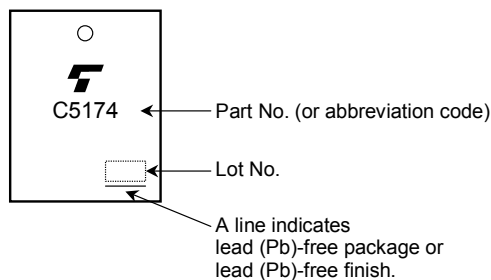 C5174
Part No. (or abbreviation code)
Lot No.
A line indicates
lead (Pb)-free package or
lead (Pb)-free finish.